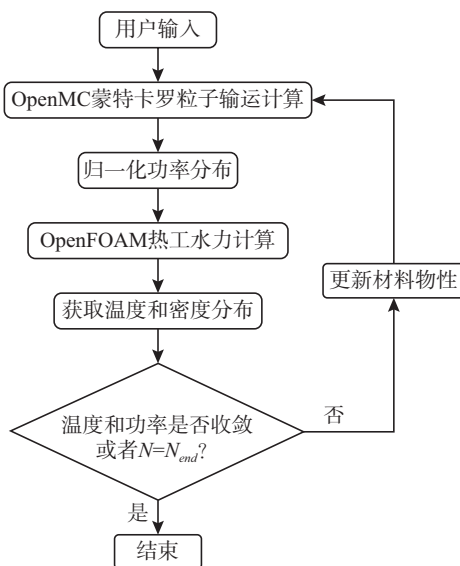 用户输入
OpenMC蒙特卡罗粒子输运计算
归一化功率分布
OpenFOAM热工水力计算
获取温度和密度分布
更新材料物性
温度和功率是否收敛
或者N=Nend?
否
是
结束